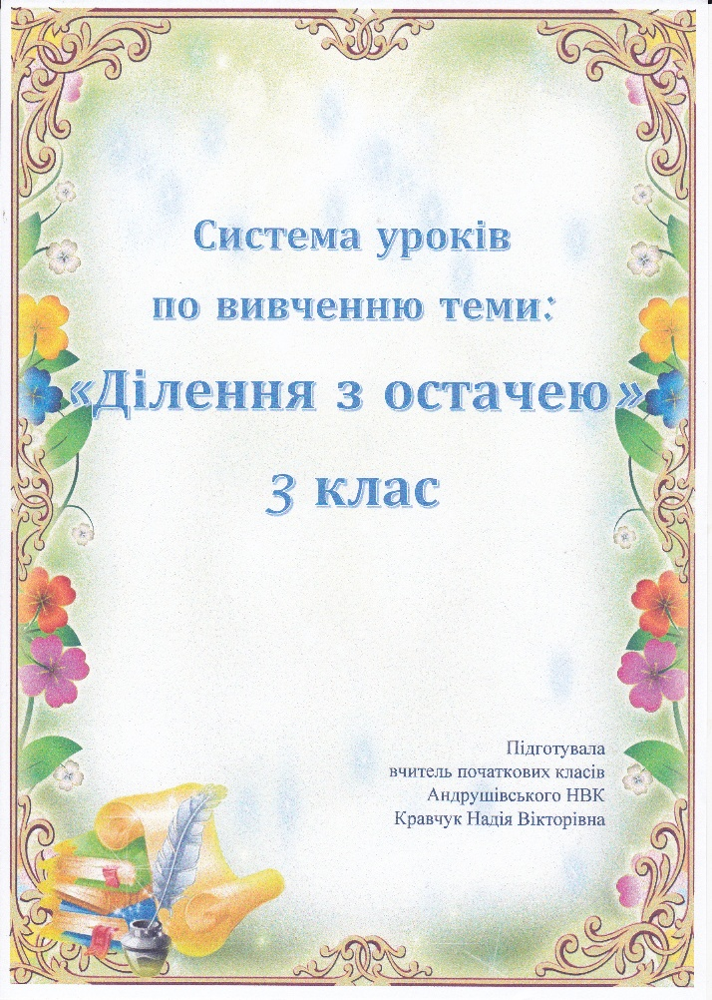 Система уроків
по вивченню теми:
«Ділення з остачею»
3 клас
Підготувала
вчитель початкових класів
Андрушівського НВК
Кравчук Надія Вікторівна